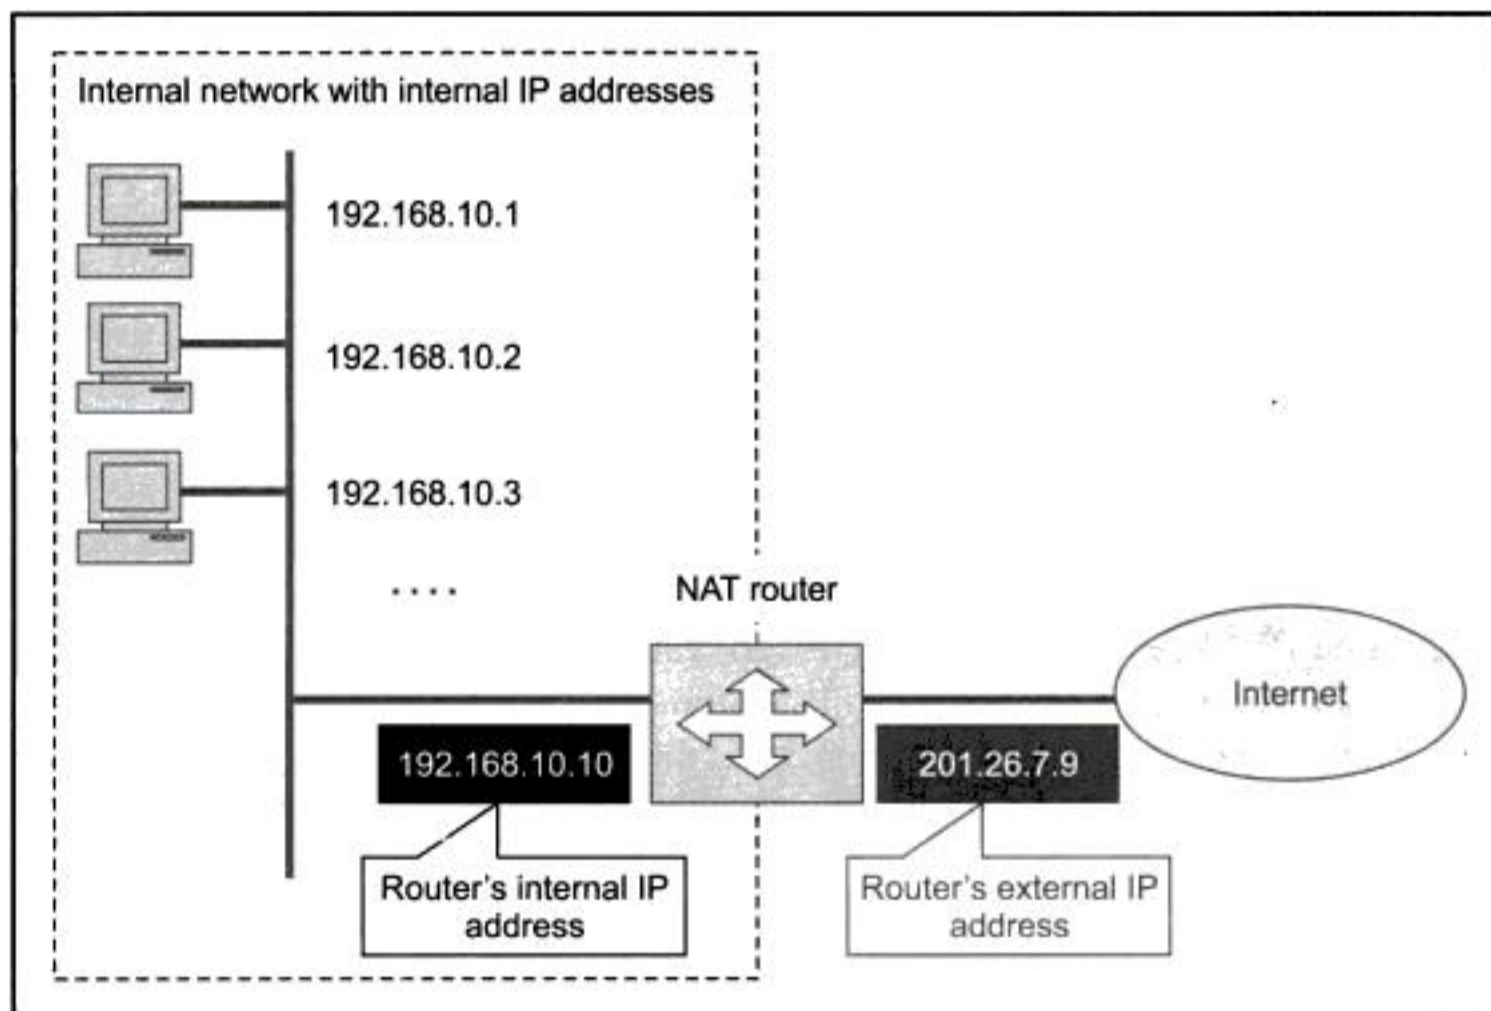 Internal network with internal IP addresses
192.168.10.1
192.168.10.2
192.168.10.3
....
NAT router
Internet
192.168.10.10
201.26.7.9
Router's internal IP
address
Router's external IP
address